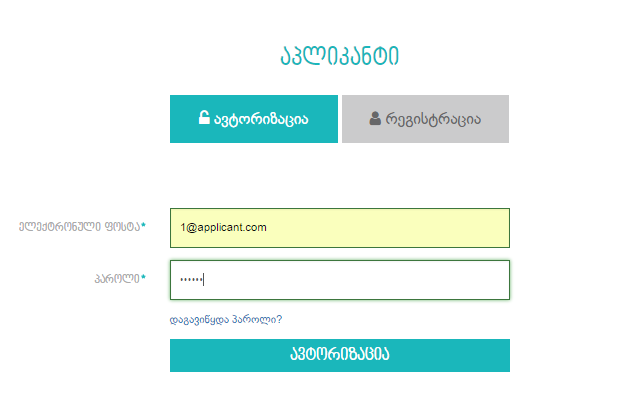 აპლიკანტი
ავტორიზაცია
რეგისტრაცია
ელექტრონული ფოსტა*
1@applicant.com
პაროლი*
••••••
დაგავიწყდა პაროლი?
ავტორიზაცია